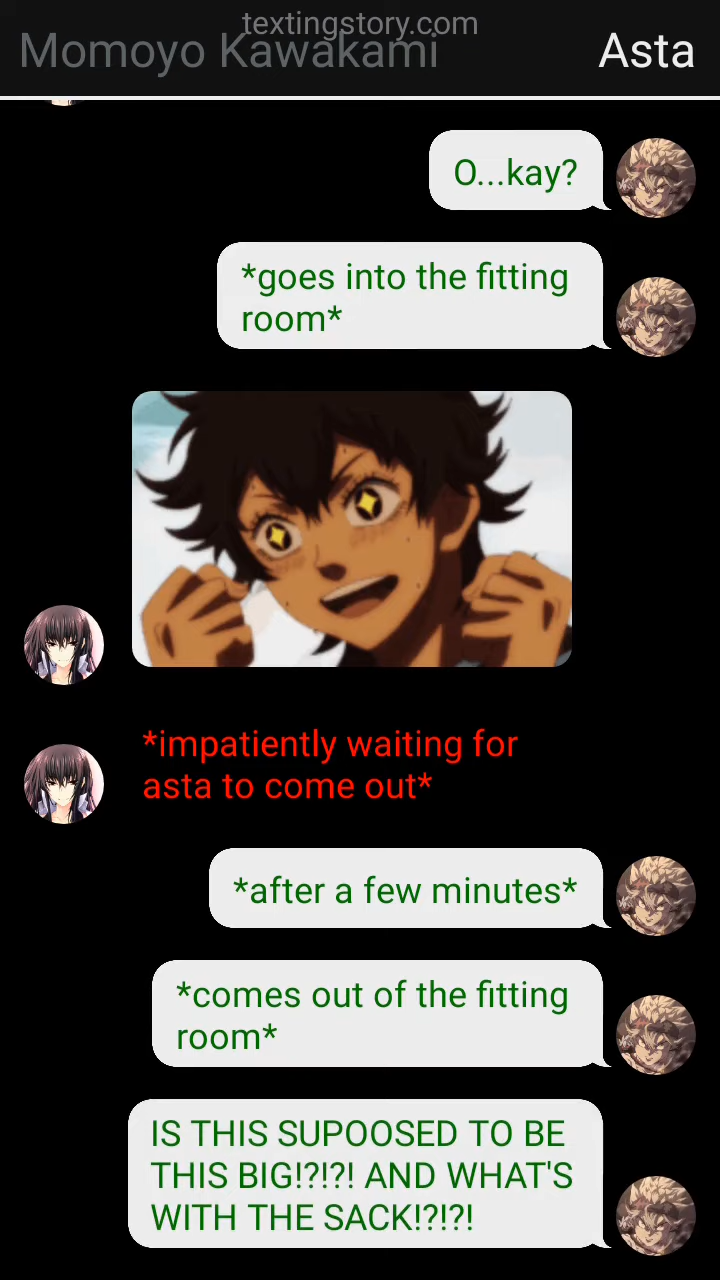 textingstory.com
Momoyo Kawakami
Asta
O...kay?
*goes into the fitting
room*
*impatiently waiting for
asta to come out*
*after a few minutes*
*comes out of the fitting
room*
IS THIS SUPOOSED TO BE
THIS BIG!?!?! AND WHAT'S
WITH THE SACK!?!?!